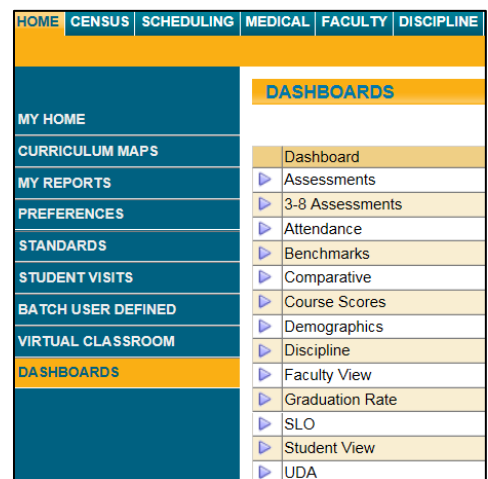 HOME CENSUS SCHEDULING MEDICAL FACULTY DISCIPLINE
MY HOME
CURRICULUM MAPS
MY REPORTS
PREFERENCES
STANDARDS
STUDENT VISITS
BATCH USER DEFINED
VIRTUAL CLASSROOM
DASHBOARDS
DASHBOARDS
Dashboard
Assessments
3-8 Assessments
Attendance
Benchmarks
Comparative
Course Scores
Demographics
Discipline
Faculty View
Graduation Rate
SLO
Student View
UDA